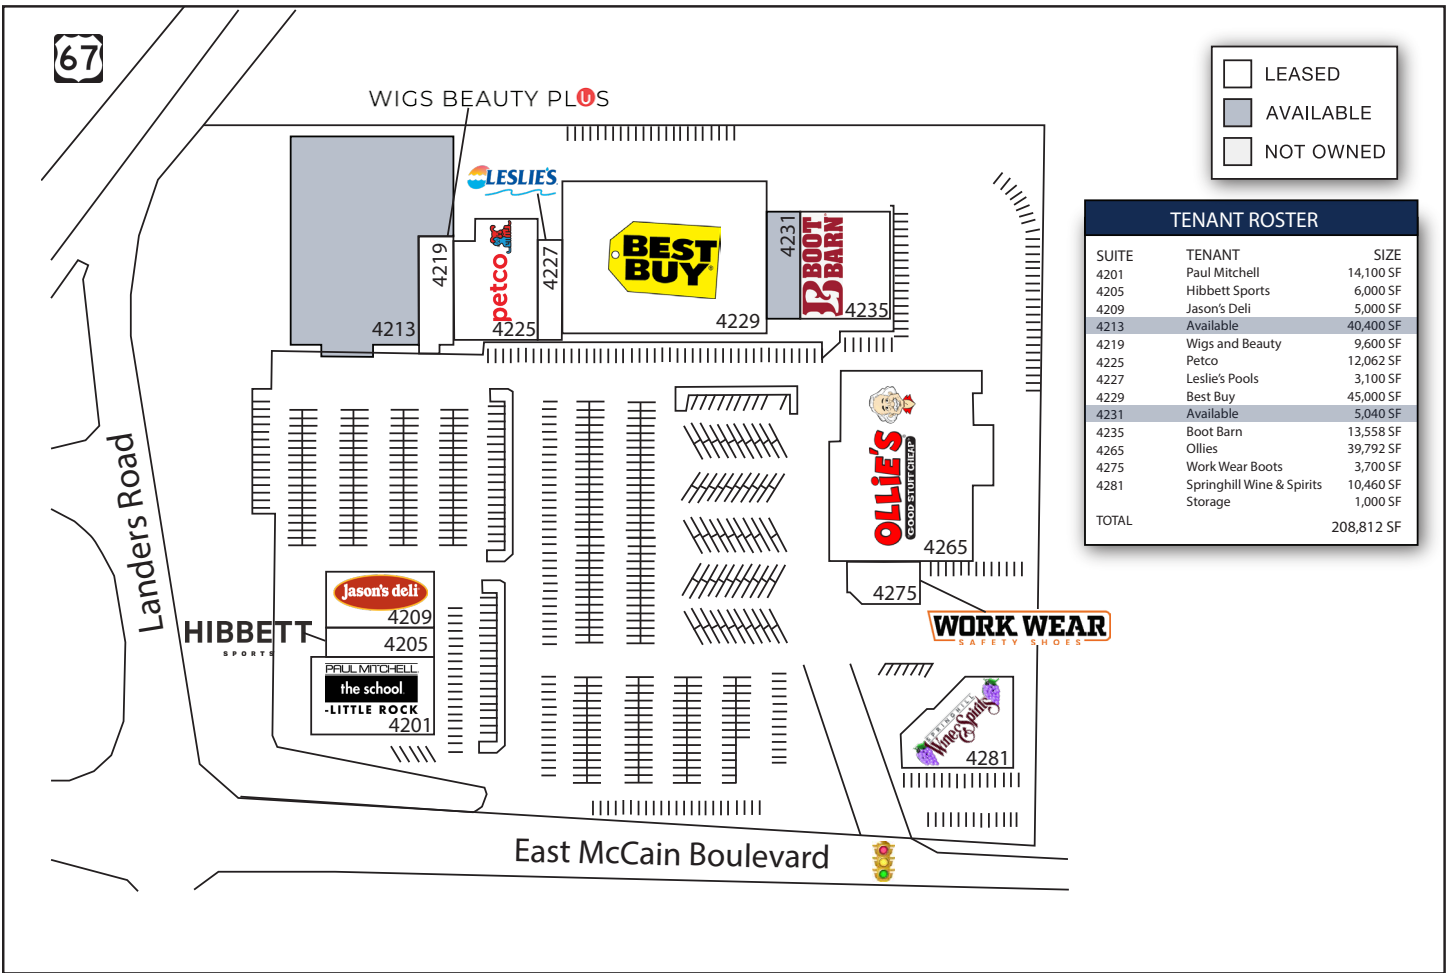 67
WIGS BEAUTY PLUS
LESLIE'S
petco
BEST
BUY
BOOT
BARN
4213
4219
4225
4227
4229
4231
4235
LEASED
AVAILABLE
NOT OWNED
TENANT ROSTER
SUITE TENANT SIZE
4201 Paul Mitchell 14,100 SF
4205 Hibbett Sports 6,000 SF
4209 Jason's Deli 5,000 SF
4213 Available 40,400 SF
4219 Wigs and Beauty 9,600 SF
4225 Petco 12,062 SF
4227 Leslie's Pools 3,100 SF
4229 Best Buy 45,000 SF
4231 Available 5,040 SF
4235 Boot Barn 13,558 SF
4265 Ollies 39,792 SF
4275 Work Wear Boots 3,700 SF
4281 Springhill Wine & Spirits 10,460 SF
Storage 1,000 SF
TOTAL 208,812 SF
OLLiE'S
GOOD STUFF CHEAP
4265
4275
WORK WEAR
SAFETY SHOES
Landers Road
Jason's deli
4209
HIBBETT
SPORTS
4205
PAUL MITCHELL
the school
-LITTLE ROCK
4201
SPRINGHILL
Wine & Spirits
4281
East McCain Boulevard